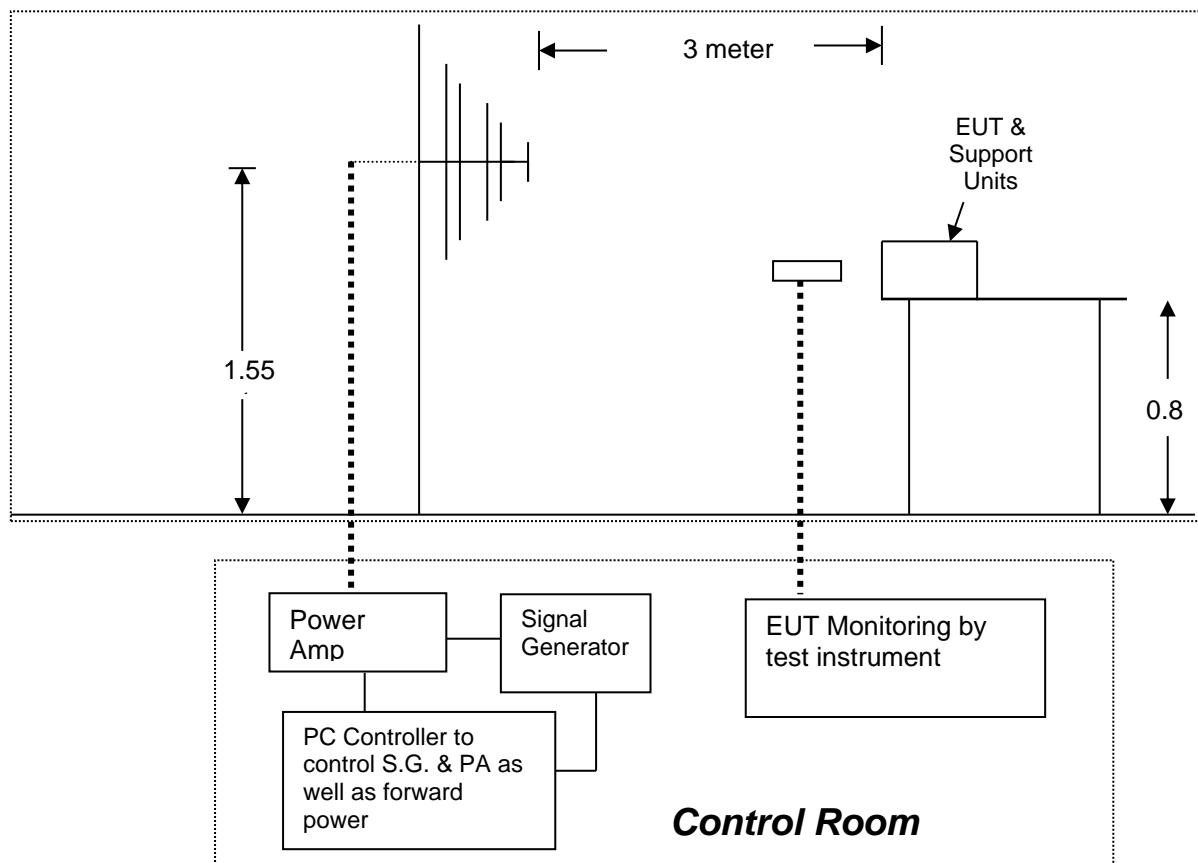 3 meter
EUT &
Support
Units
1.55
0.8
Power
Amp
Signal
Generator
EUT Monitoring by
test instrument
PC Controller to
control S.G. & PA as
well as forward
power
Control Room